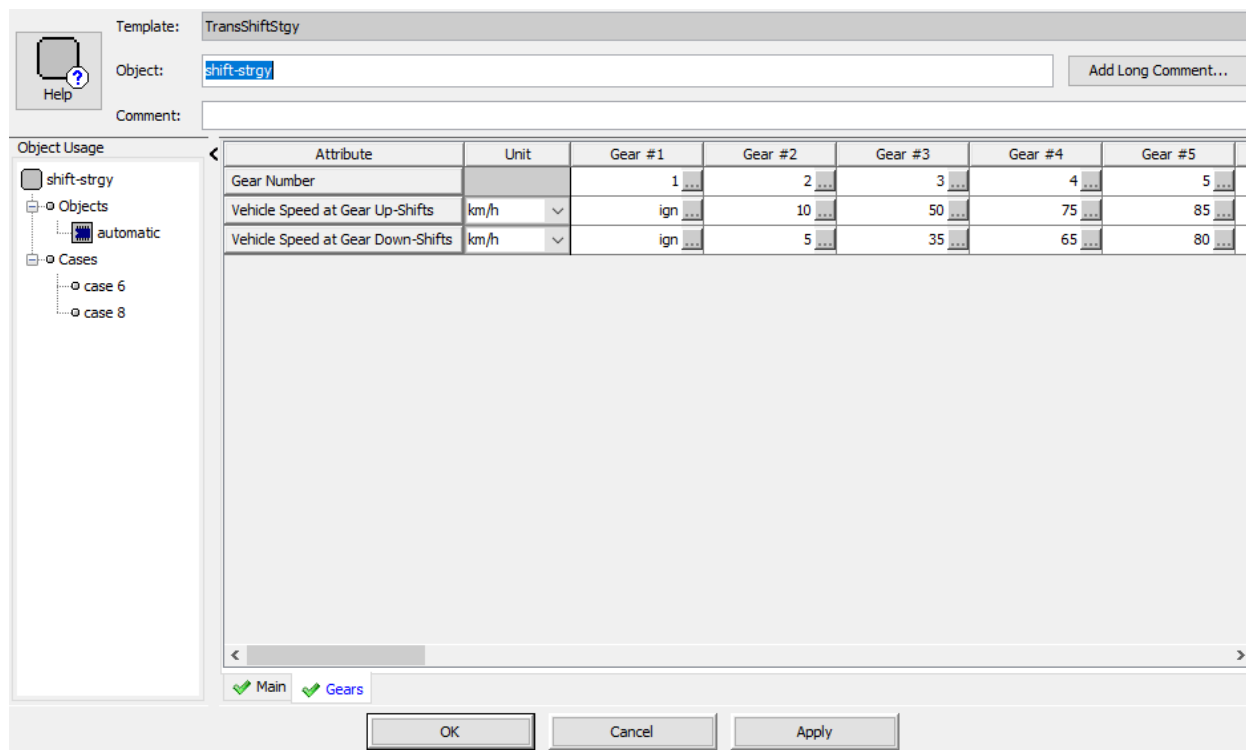 Template: TransShiftStgy
Help
Object: shift-strgy Add Long Comment...
Comment:
Object Usage
shift-strgy
Objects
automatic
Cases
case 6
case 8
Attribute Unit Gear #1 Gear #2 Gear #3 Gear #4 Gear #5
Gear Number 1 ... 2 ... 3 ... 4 ... 5 ...
Vehicle Speed at Gear Up-Shifts km/h ign ... 10 ... 50 ... 75 ... 85 ...
Vehicle Speed at Gear Down-Shifts km/h ign ... 5 ... 35 ... 65 ... 80 ...
Main Gears
OK Cancel Apply